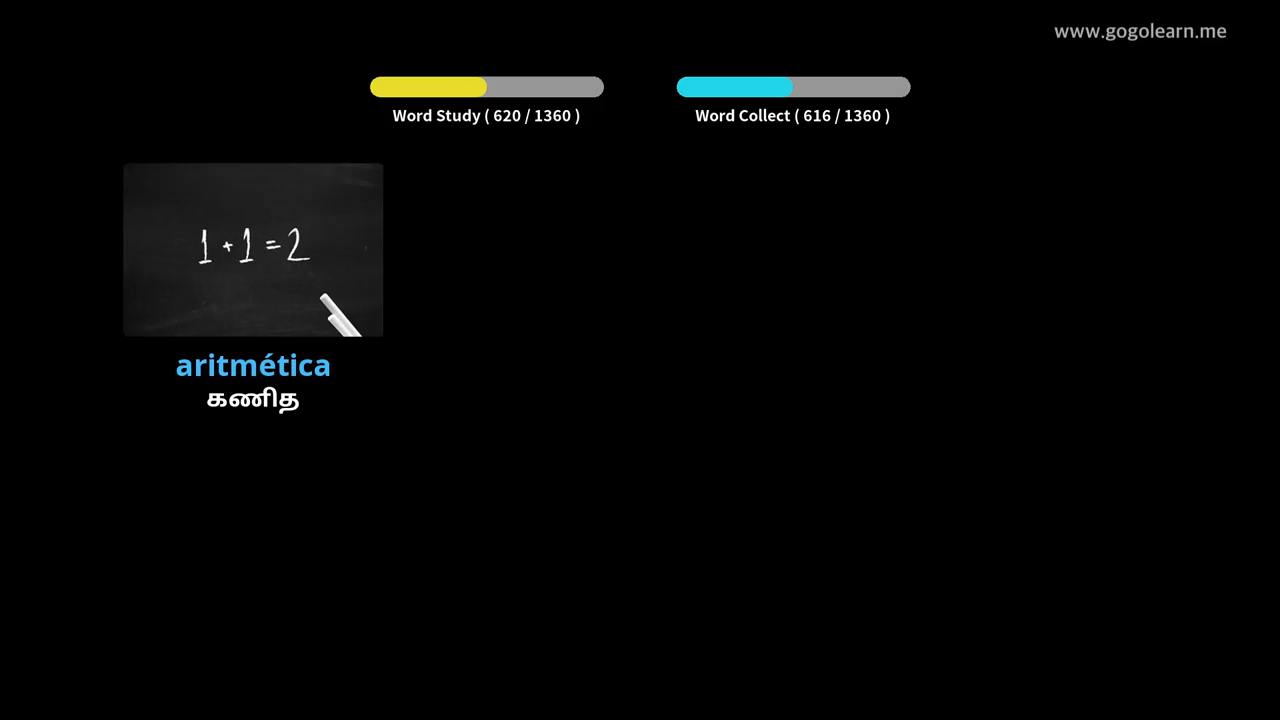 www.gogolearn.me
Word Study ( 620 / 1360 )
Word Collect ( 616 / 1360 )
1 + 1 = 2
aritmética
கணித